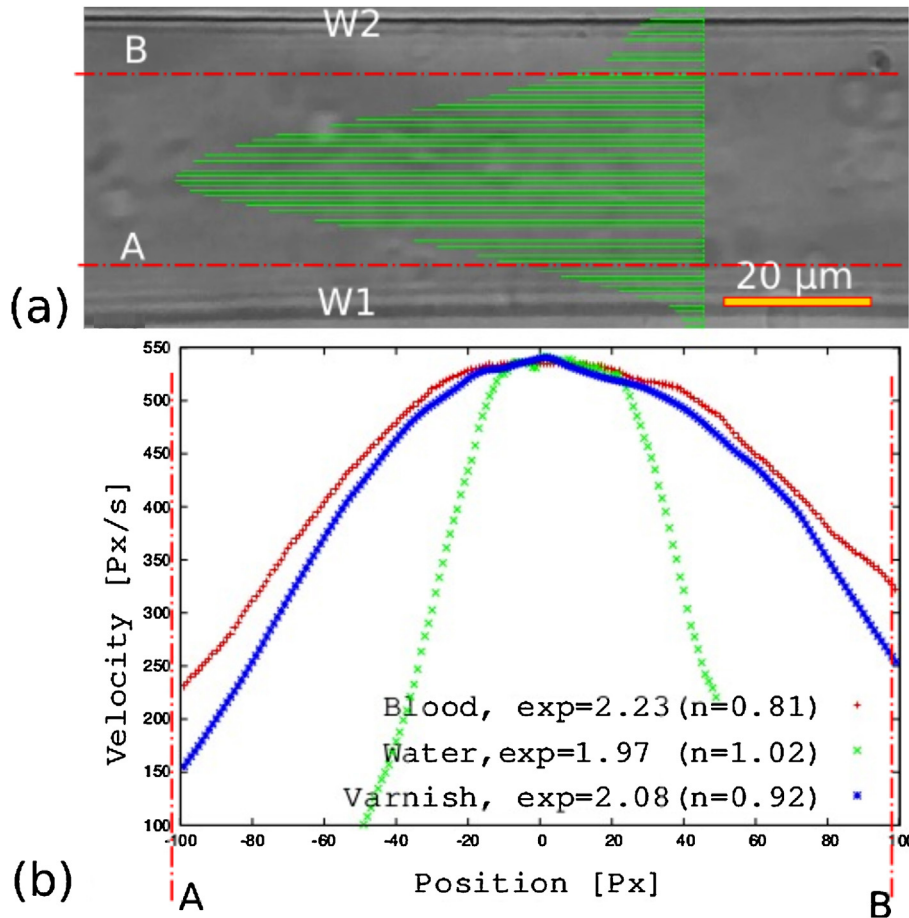 W2
B
A
20 µm
(a) W1
550
500
450
400
350
300
250
200
150
100
Velocity [Px/s]
Blood, exp=2.23(n=0.81)
Water,exp=1.97 (n=1.02)
Varnish, exp=2.08(n=0.92)
-100 -80 -60 -40 -20 0 20 40 60 80 100
(b) A Position [Px] B